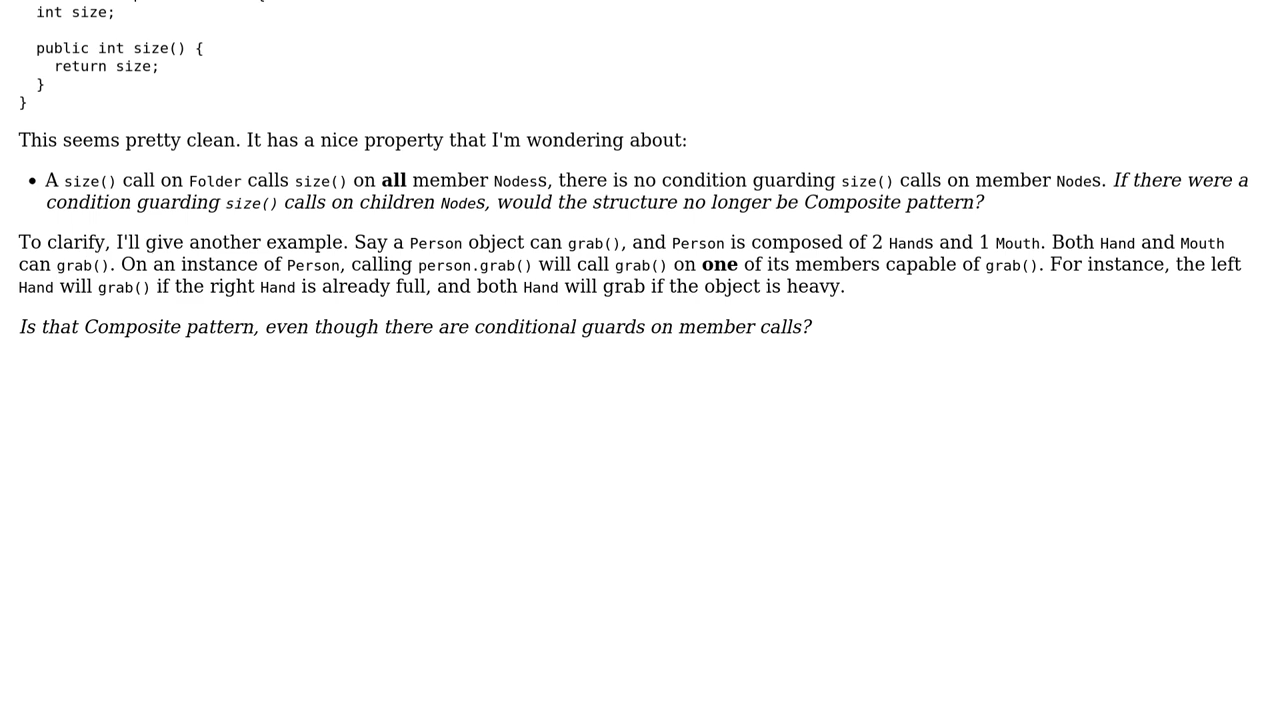 int size;
public int size() {
return size;
}
}
This seems pretty clean. It has a nice property that I'm wondering about:
• A size() call on Folder calls size() on all member Nodess, there is no condition guarding size() calls on member Nodes. If there were a
condition guarding size() calls on children Nodes, would the structure no longer be Composite pattern?
To clarify, I'll give another example. Say a Person object can grab(), and Person is composed of 2 Hands and 1 Mouth. Both Hand and Mouth
can grab(). On an instance of Person, calling person.grab() will call grab() on one of its members capable of grab(). For instance, the left
Hand will grab() if the right Hand is already full, and both Hand will grab if the object is heavy.
Is that Composite pattern, even though there are conditional guards on member calls?